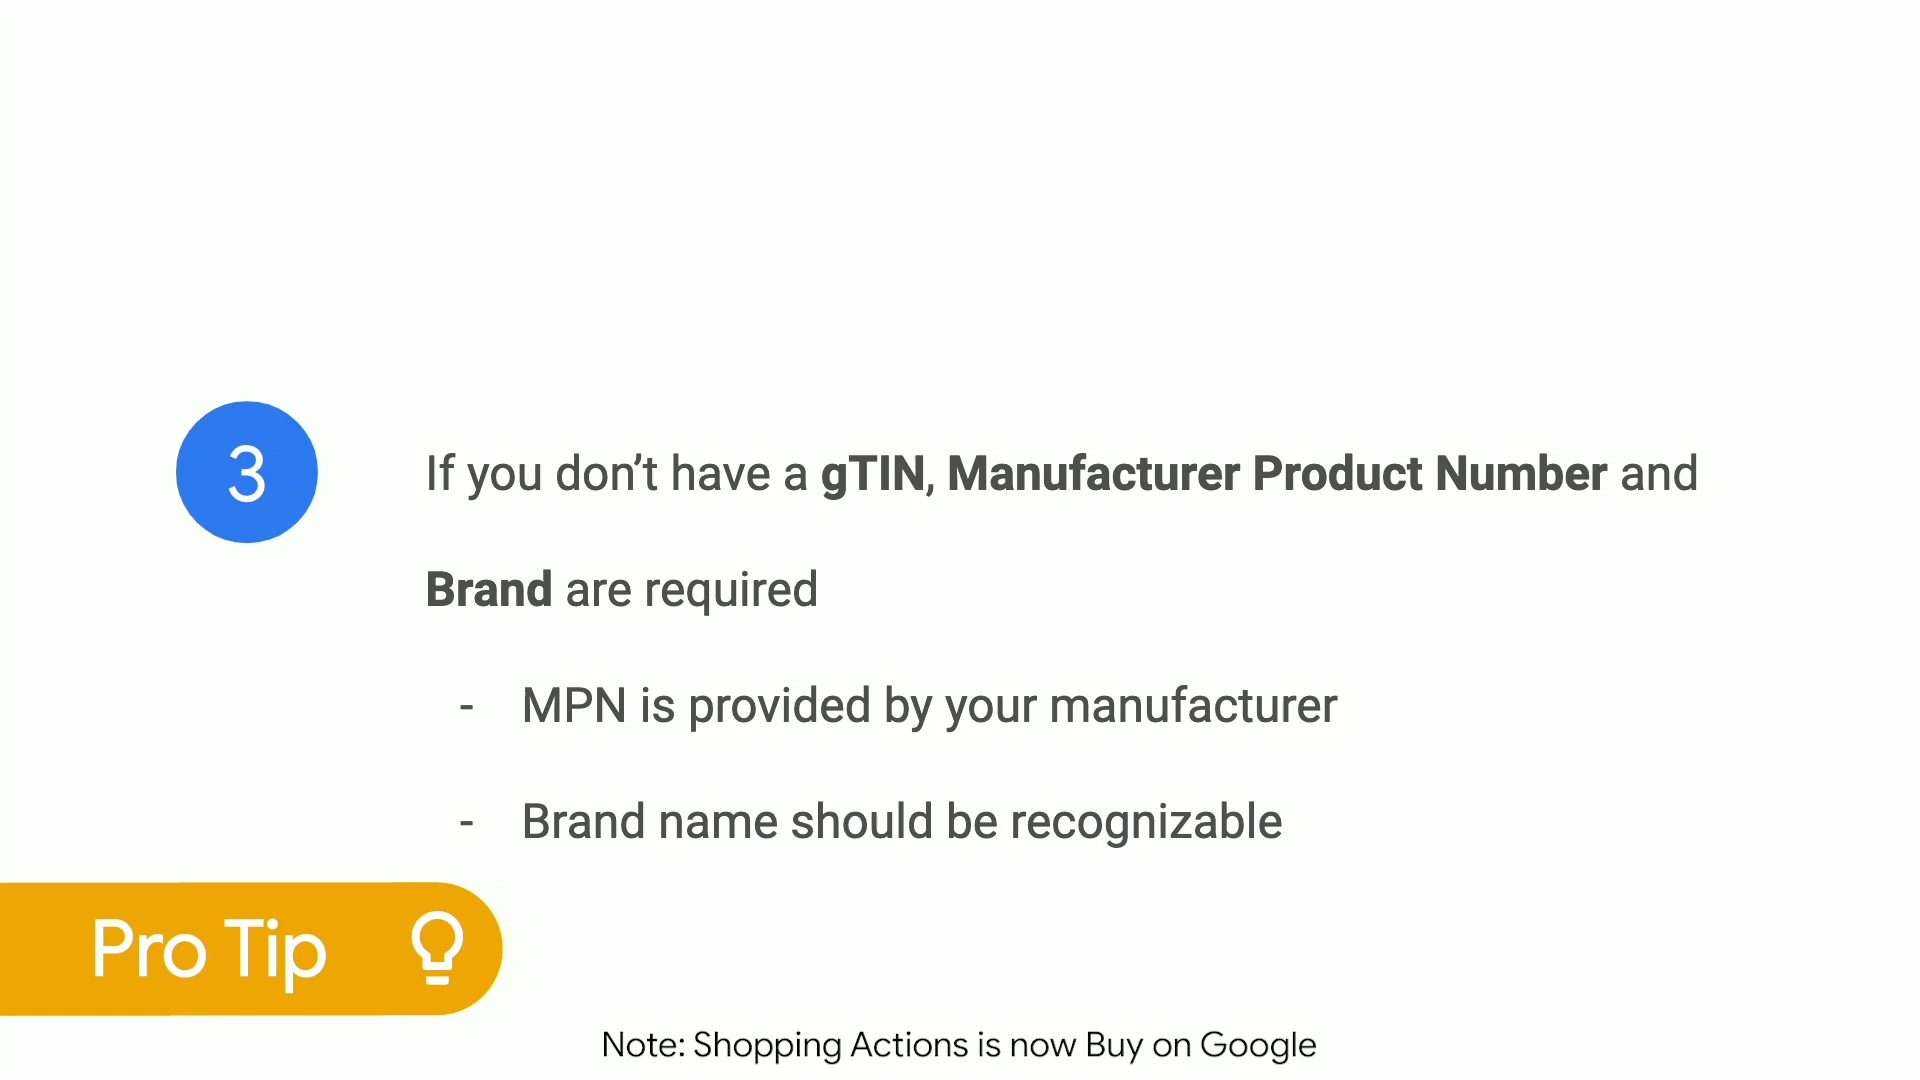 3
If you don’t have a gTIN, Manufacturer Product Number and
Brand are required
- MPN is provided by your manufacturer
- Brand name should be recognizable
Pro Tip
Note: Shopping Actions is now Buy on Google